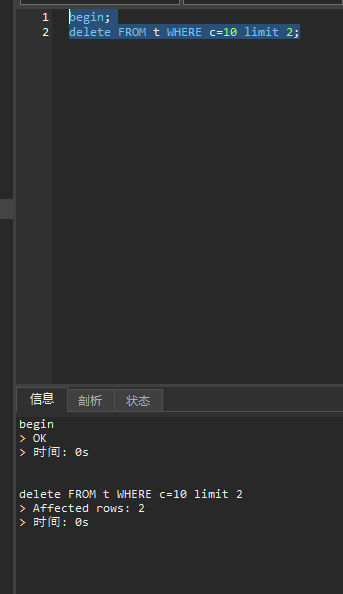 1 begin;
2 delete FROM t WHERE c=10 limit 2;
信息 剖析 状态
begin
> OK
> 时间: 0s
delete FROM t WHERE c=10 limit 2
> Affected rows: 2
> 时间: 0s